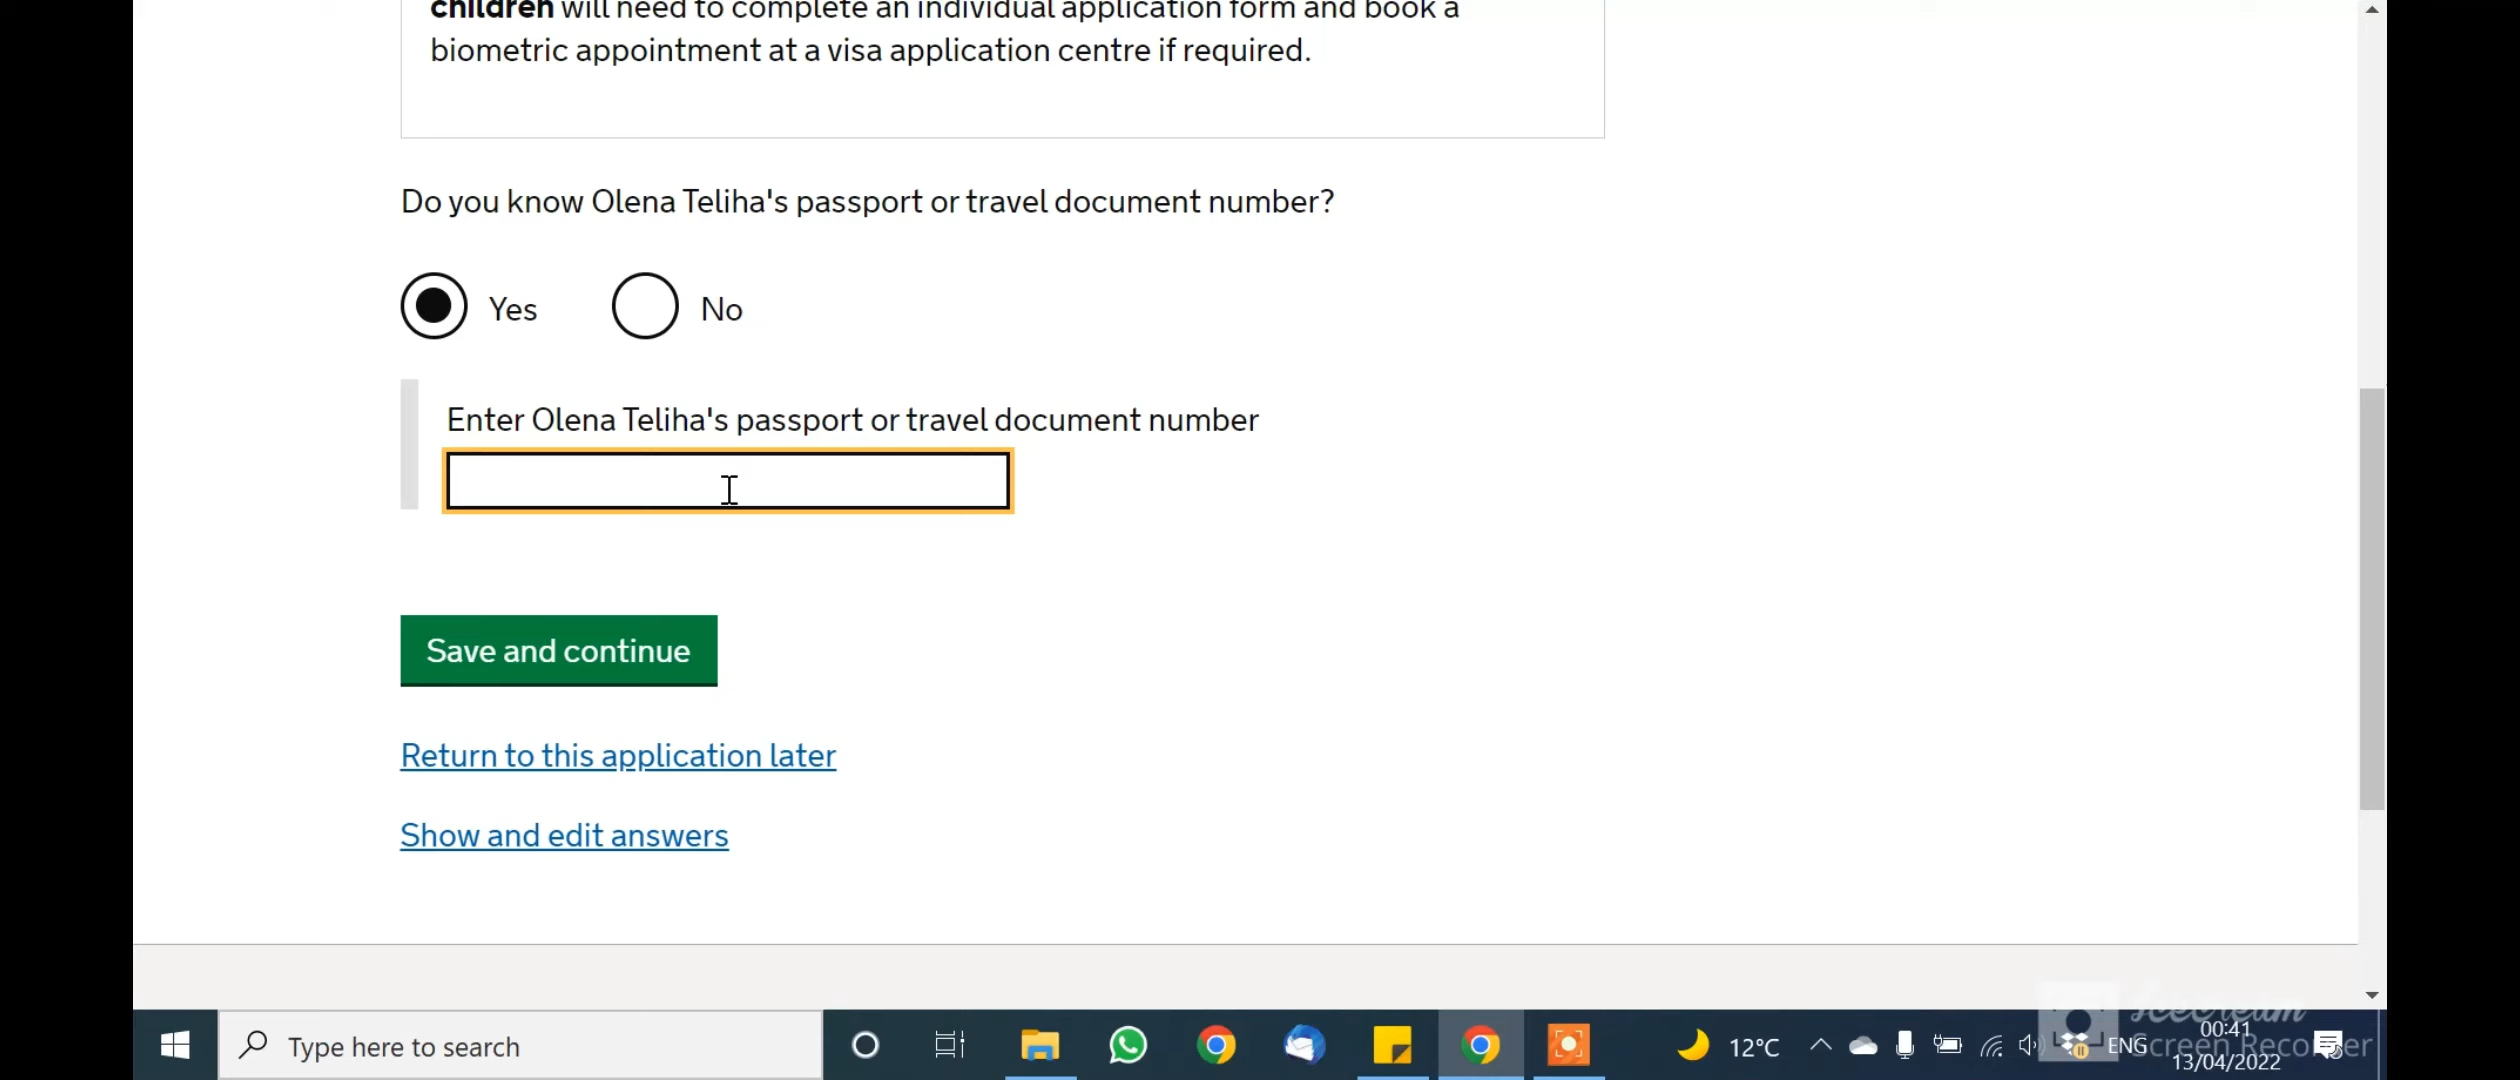 children will need to complete an individual application form and book a
biometric appointment at a visa application centre if required.
Do you know Olena Teliha's passport or travel document number?
Yes
No
Enter Olena Teliha's passport or travel document number
Save and continue
Return to this application later
Show and edit answers
Type here to search
12°C
ENG
00:41
13/04/2022
Icecream
Screen Recorder